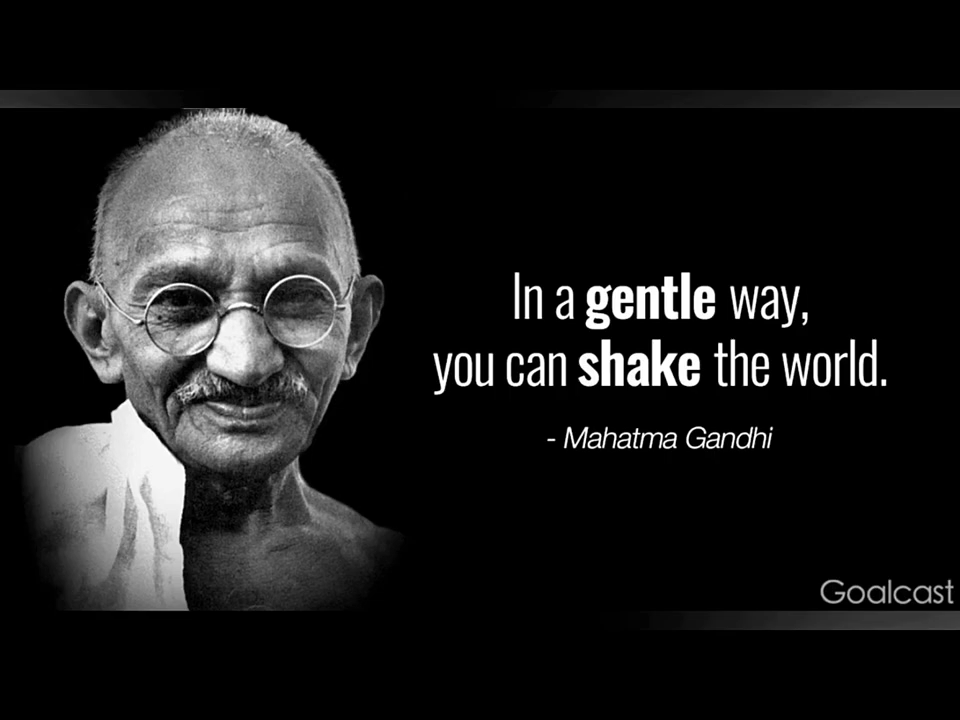 In a gentle way,
you can shake the world.
- Mahatma Gandhi
Goalcast